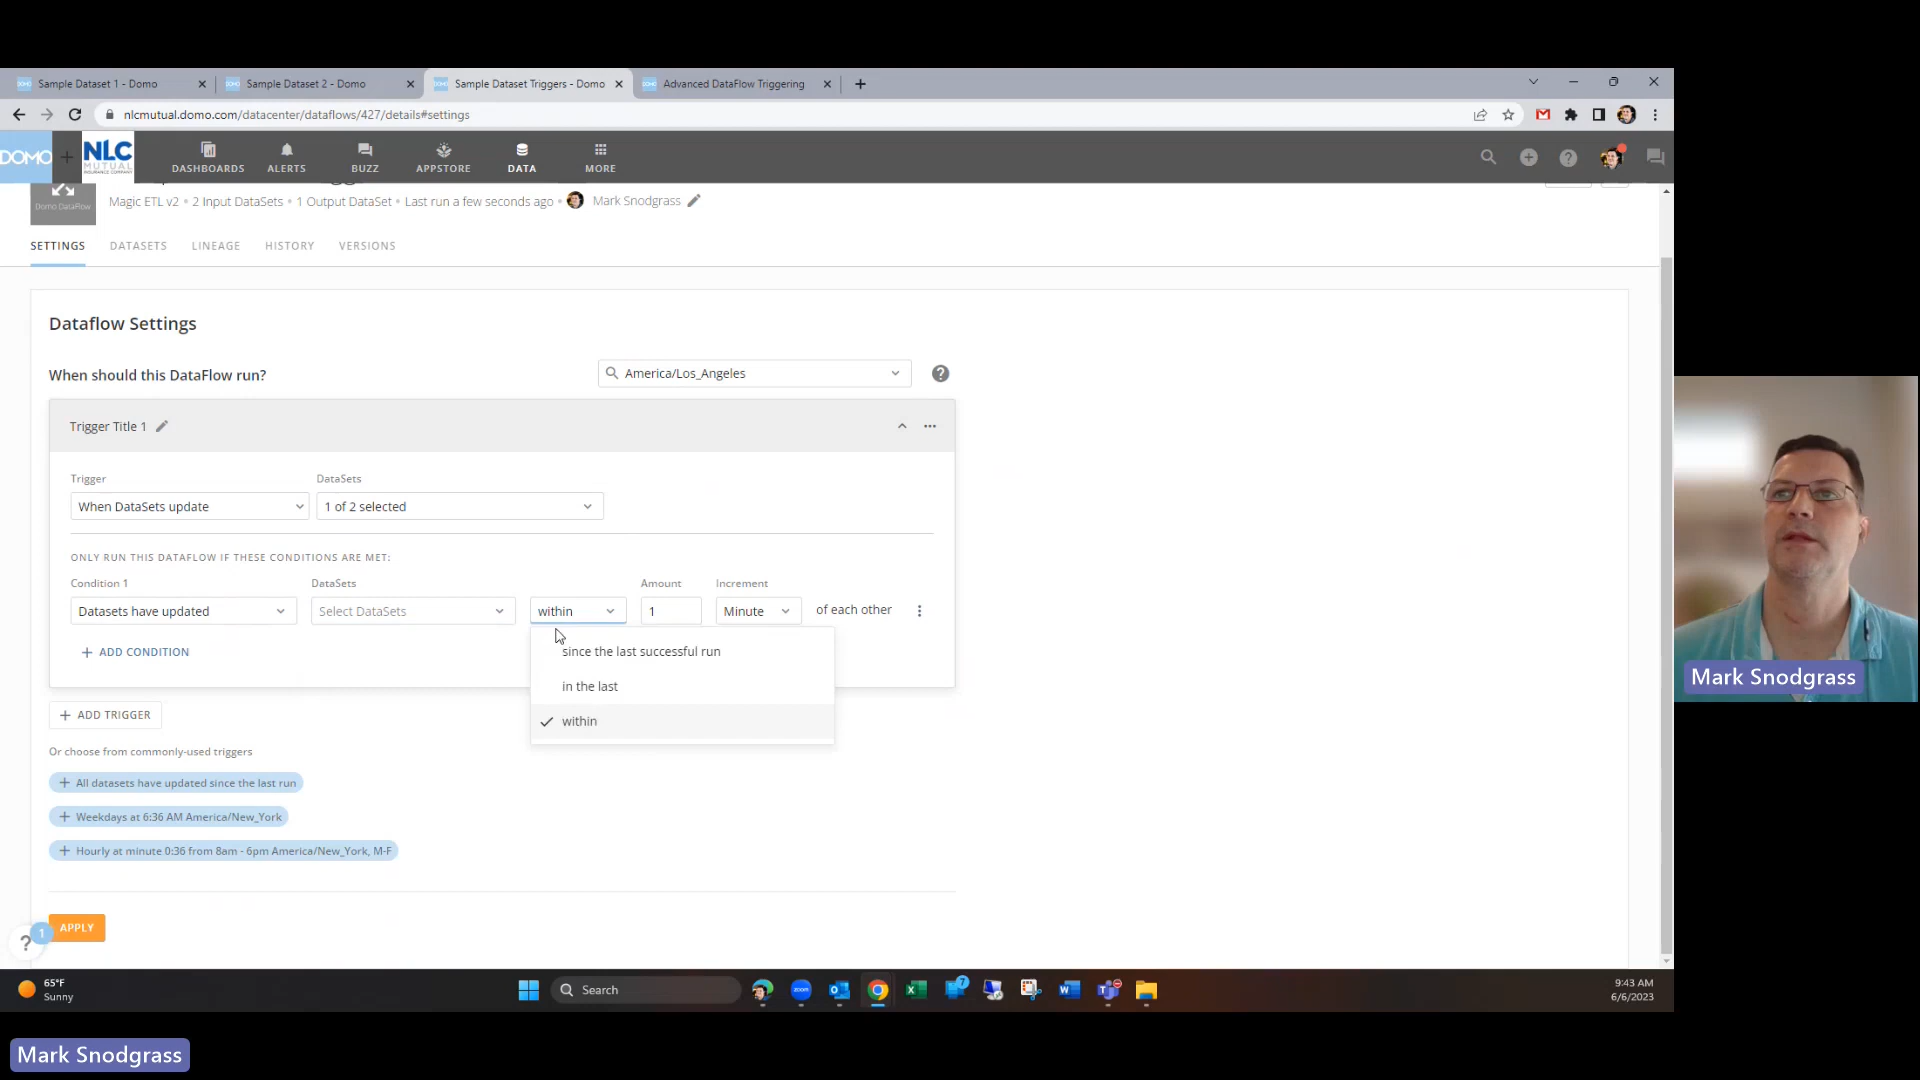 Sample Dataset 1 - Domo
Sample Dataset 2 - Domo
Sample Dataset Triggers - Domo
Advanced DataFlow Triggering
nlcmutual.domo.com/datacenter/dataflows/427/details#settings
DOMO
NLC
MUTUAL
INSURANCE COMPANY
DASHBOARDS
ALERTS
BUZZ
APPSTORE
DATA
MORE
Domo DataFlow
Magic ETL v2 • 2 Input DataSets • 1 Output DataSet • Last run a few seconds ago • Mark Snodgrass
SETTINGS
DATASETS
LINEAGE
HISTORY
VERSIONS
Dataflow Settings
When should this DataFlow run?
America/Los_Angeles
Trigger Title 1
Trigger
DataSets
When DataSets update
1 of 2 selected
ONLY RUN THIS DATAFLOW IF THESE CONDITIONS ARE MET:
Condition 1
DataSets
Amount
Increment
Datasets have updated
Select DataSets
within
1
Minute
of each other
+ ADD CONDITION
since the last successful run
in the last
within
+ ADD TRIGGER
Or choose from commonly-used triggers
+ All datasets have updated since the last run
+ Weekdays at 6:36 AM America/New_York
+ Hourly at minute 0:36 from 8am - 6pm America/New_York, M-F
APPLY
? 1
65°F
Sunny
Search
zoom
7
9:43 AM
6/6/2023
Mark Snodgrass
Mark Snodgrass